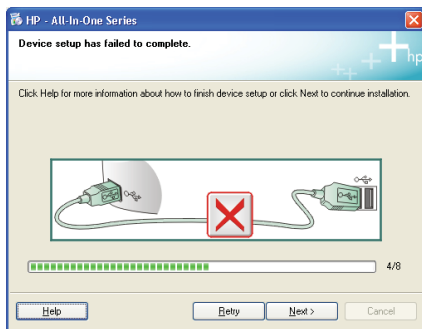 HP - All-In-One Series
Device setup has failed to complete.
hp
Click Help for more information about how to finish device setup or click Next to continue installation.
4/8
Help
Retry
Next >
Cancel